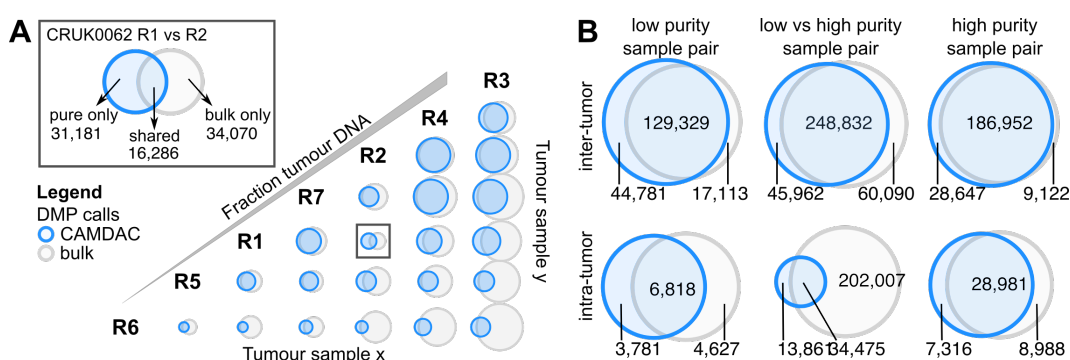 A
CRUK0062 R1 vs R2
pure only
31,181
shared
16,286
bulk only
34,070
Legend
DMP calls
CAMDAC
bulk
Fraction tumour DNA
R3
R4
R2
R7
R1
R5
R6
Tumour sample x
Tumour sample y
B
low purity
sample pair
low vs high purity
sample pair
high purity
sample pair
inter-tumor
129,329
44,781
17,113
248,832
45,962
60,090
186,952
28,647
9,122
intra-tumor
6,818
3,781
4,627
202,007
13,861
34,475
28,981
7,316
8,988